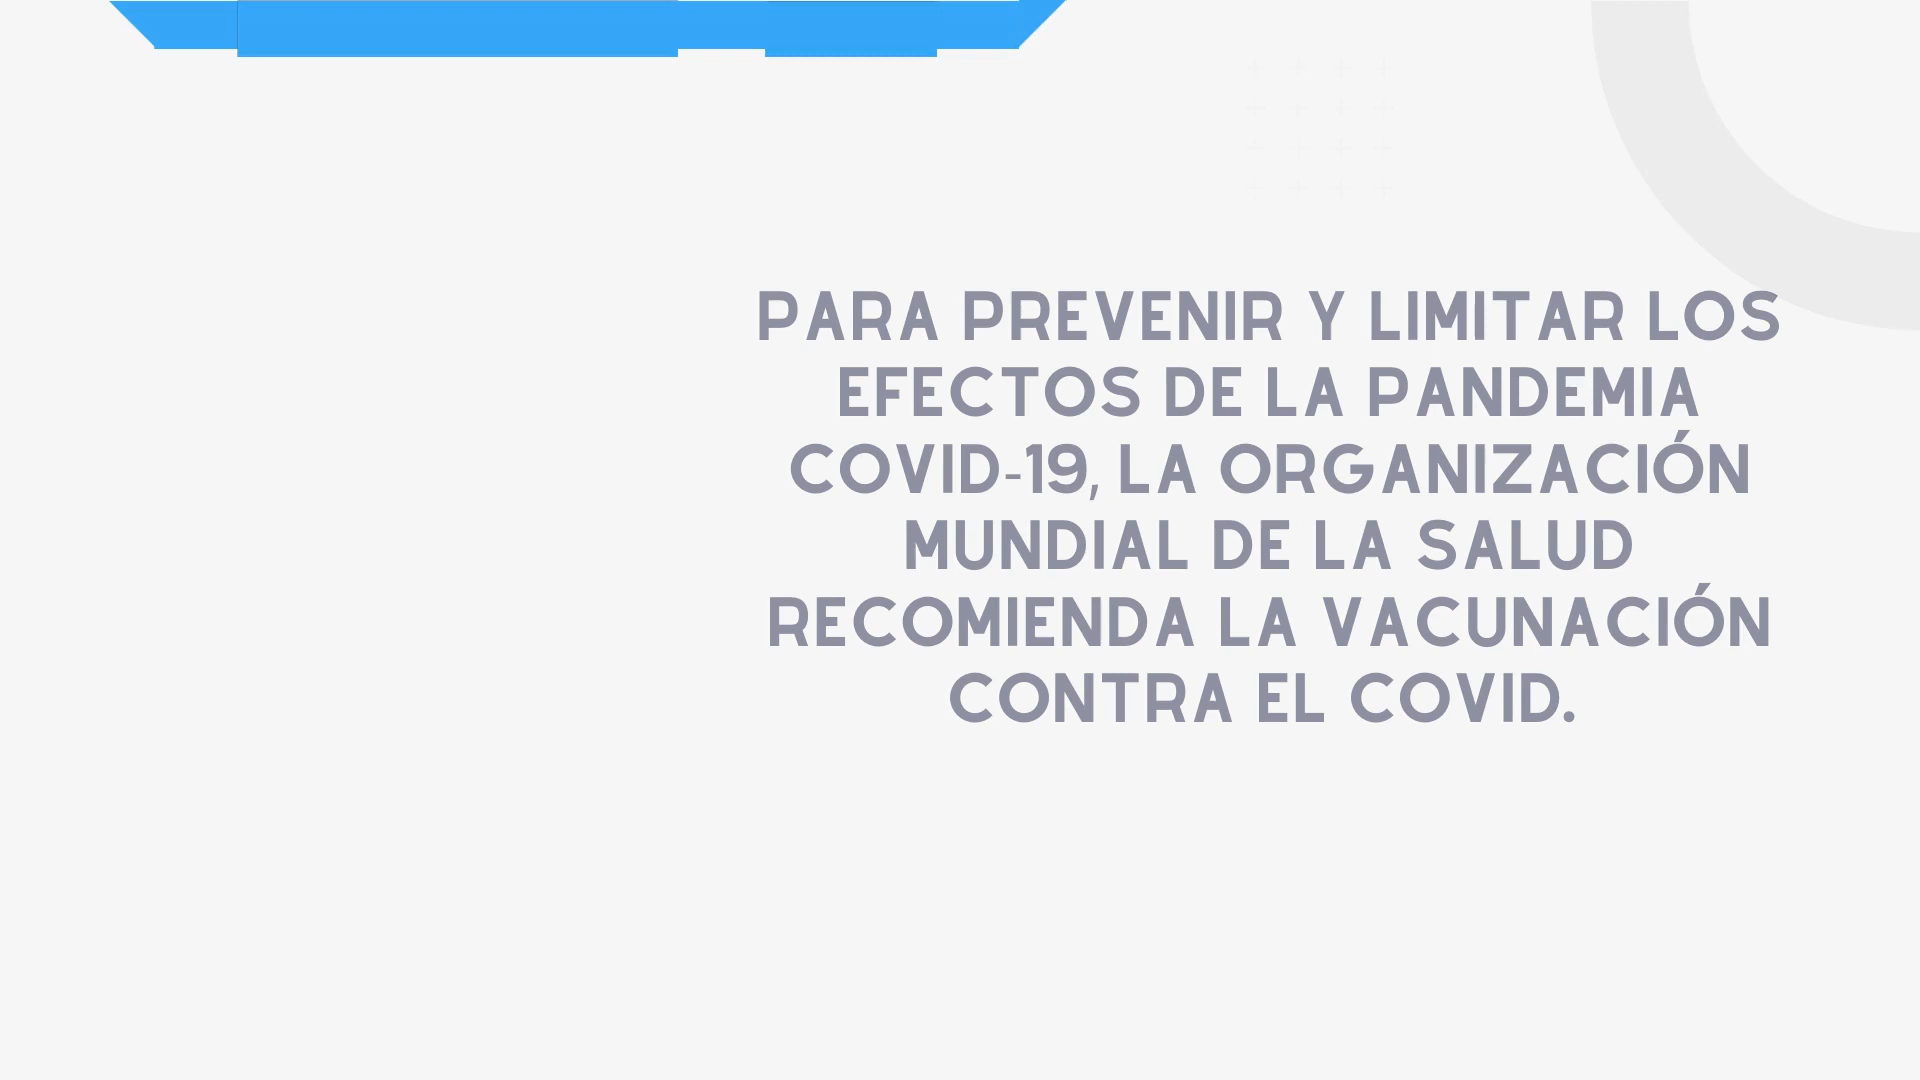 PARA PREVENIR Y LIMITAR LOS
EFECTOS DE LA PANDEMIA
COVID-19, LA ORGANIZACIÓN
MUNDIAL DE LA SALUD
RECOMIENDA LA VACUNACIÓN
CONTRA EL COVID.